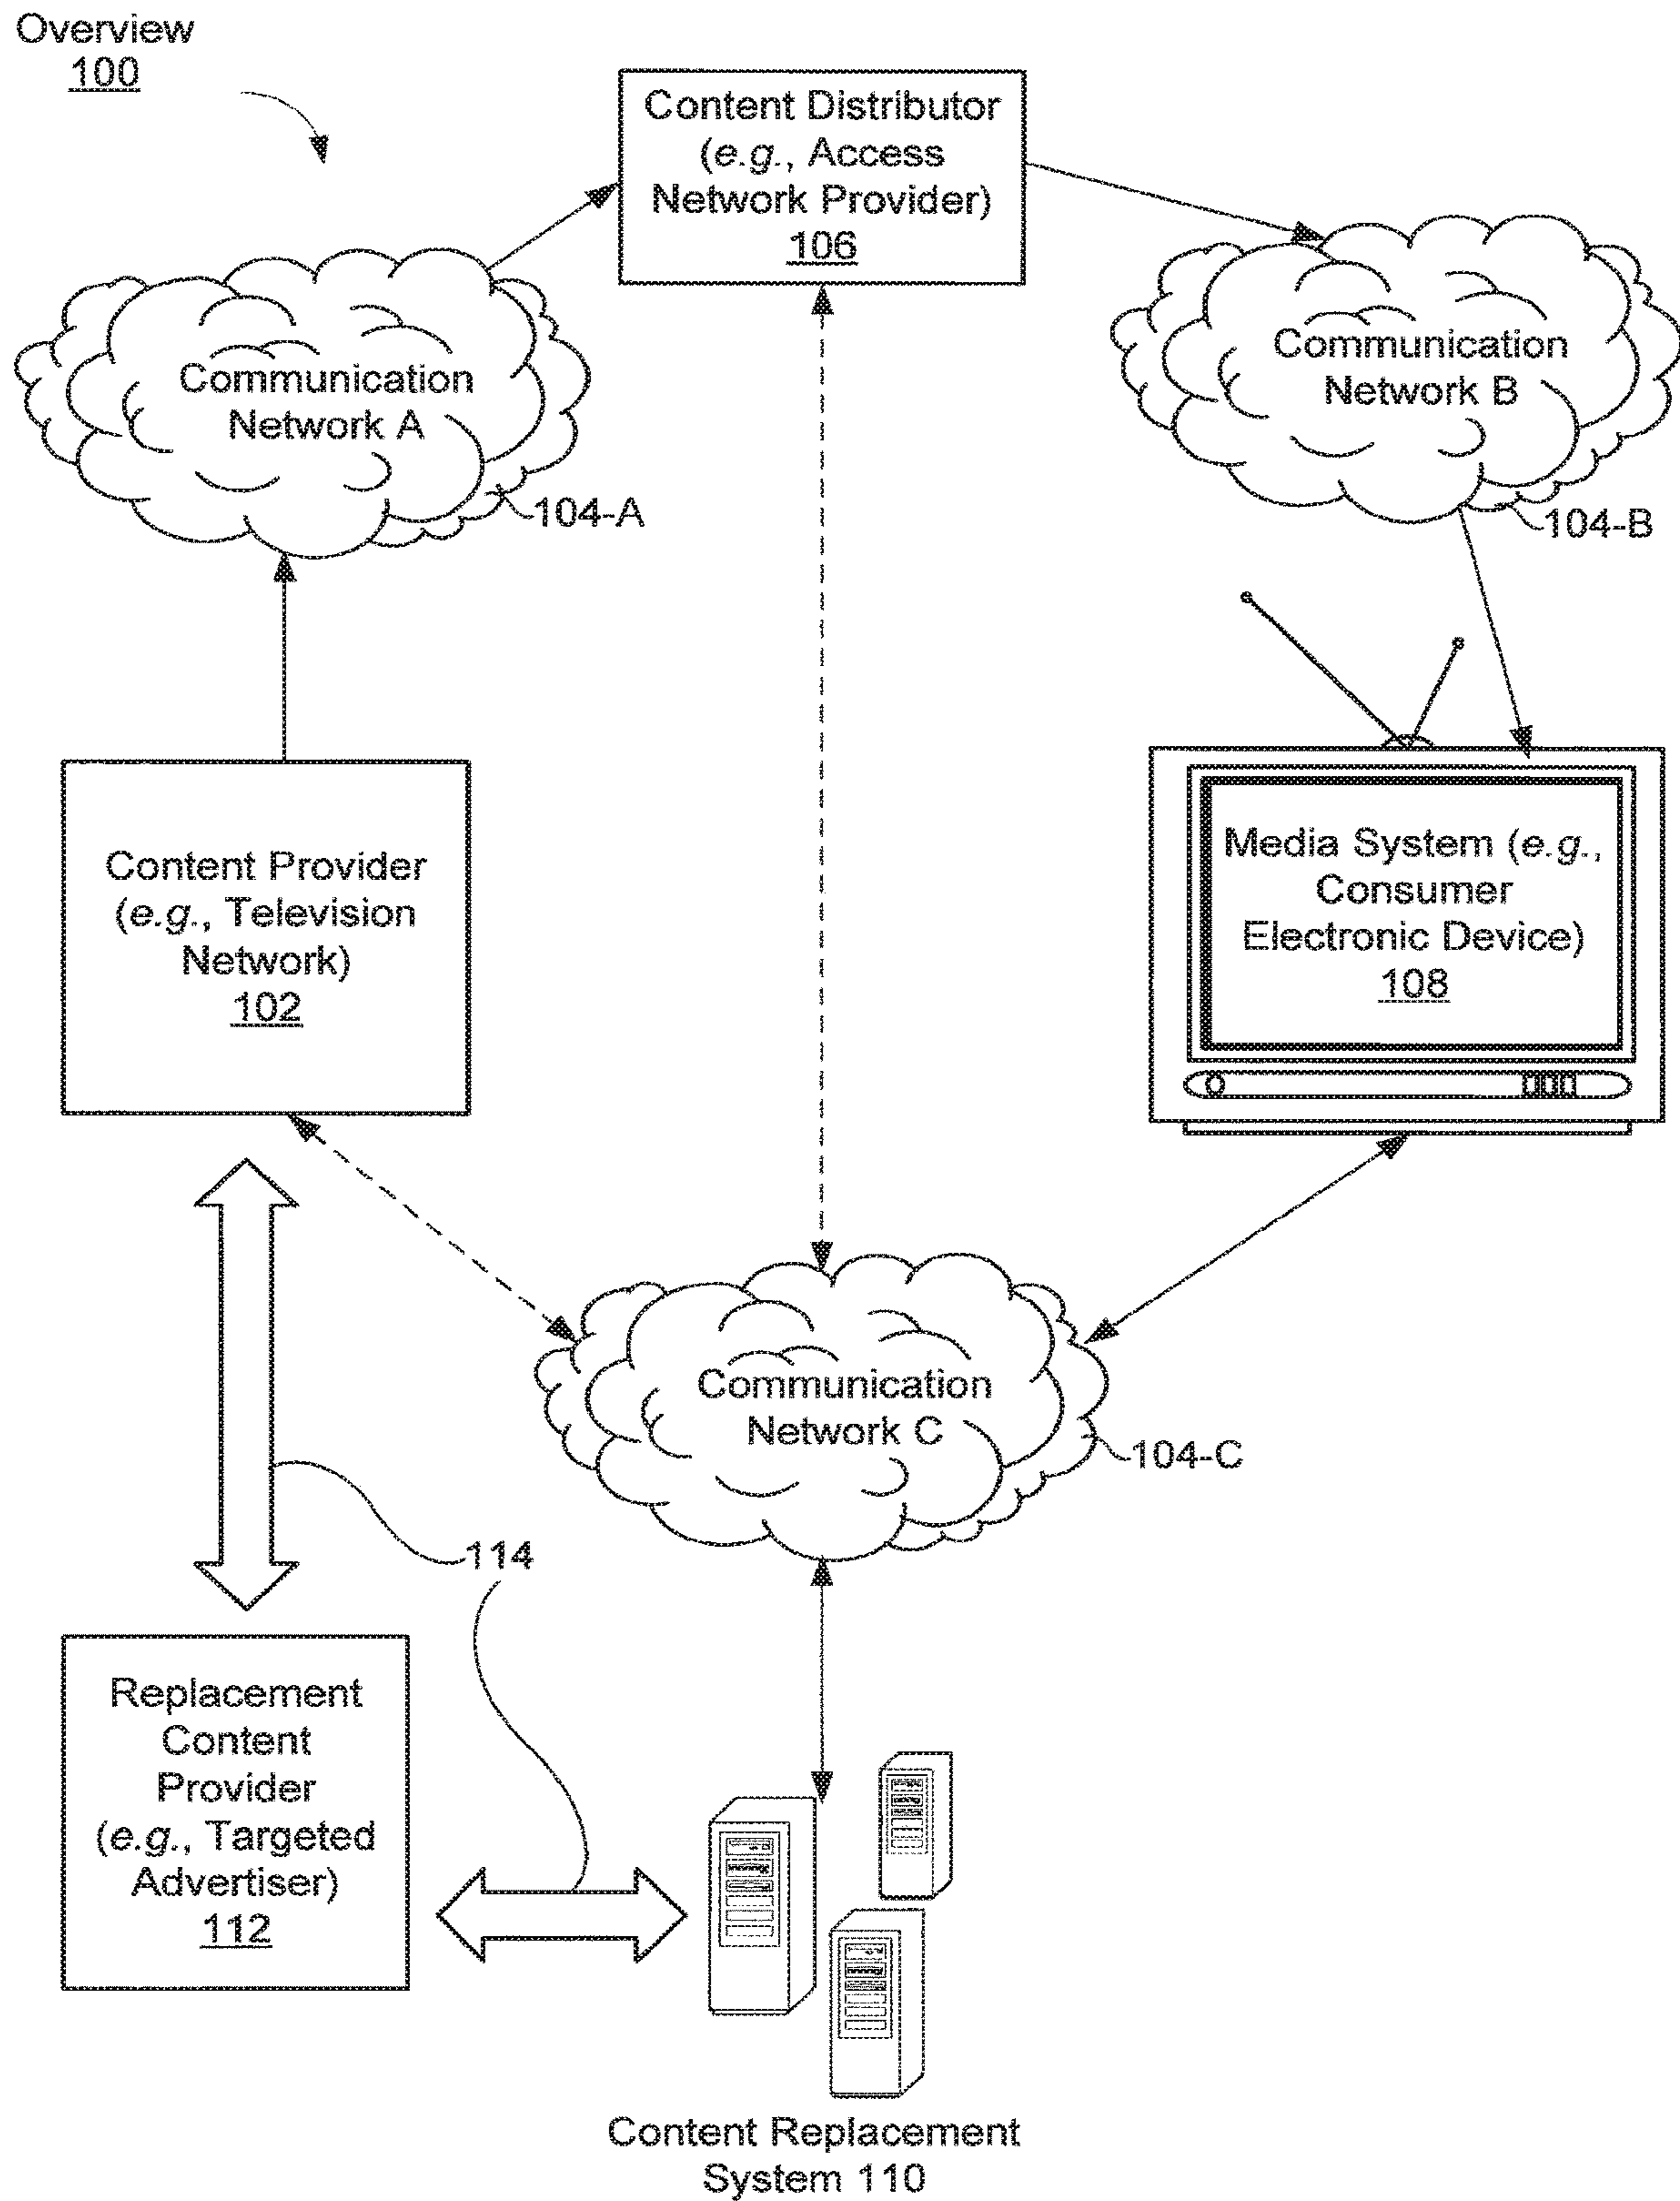 Overview
100
Content Distributor
(e.g., Access
Network Provider)
106
Communication
Network A
104-A
Communication
Network B
104-B
Content Provider
(e.g., Television
Network)
102
Media System (e.g.,
Consumer
Electronic Device)
108
Communication
Network C
104-C
114
Replacement
Content
Provider
(e.g., Targeted
Advertiser)
112
Content Replacement
System 110